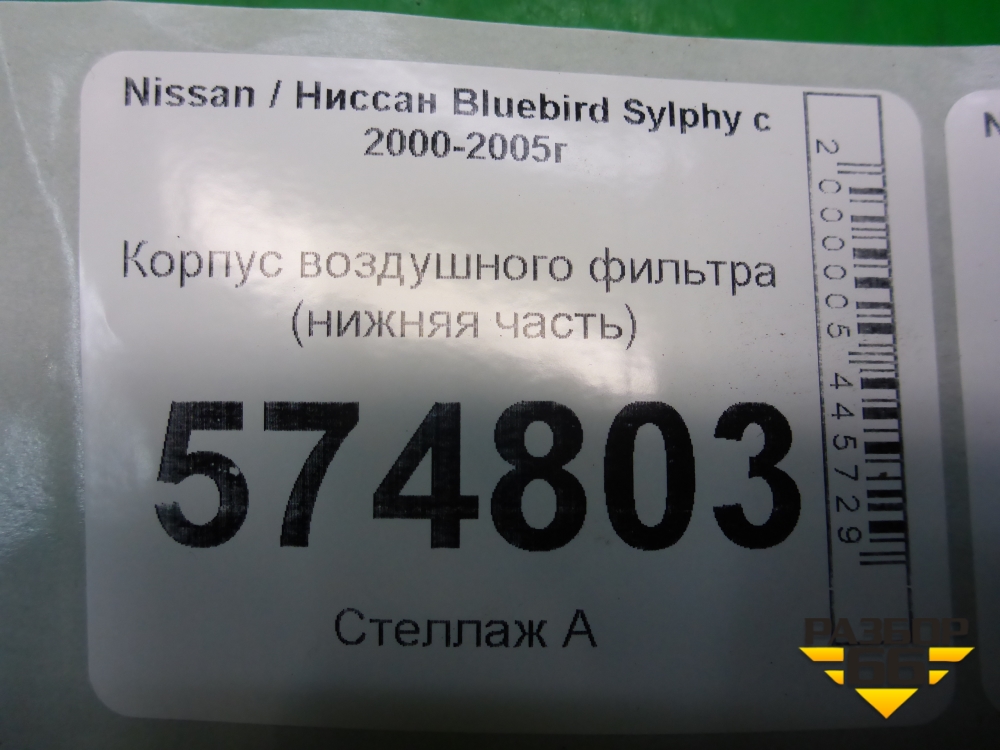 Nissan / Ниссан Bluebird Sylphy с
2000-2005г
Корпус воздушного фильтра
(нижняя часть)
574803
Стеллаж А
2000005445729
РАЗБОР
66
N